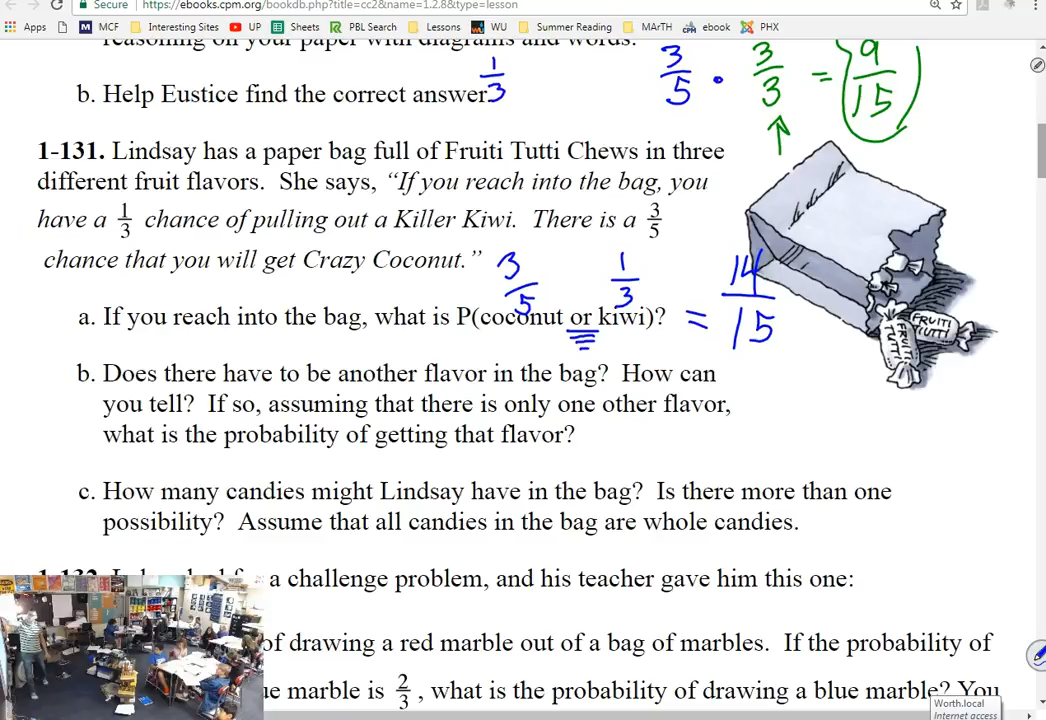 Secure https://ebooks.cpm.org/bookdb.php?title=cc2&name=1.2.8&type=lesson
Apps MCF Interesting Sites UP Sheets PBL Search Lessons WU Summer Reading MArTH ebook PHX
reasoning on your paper with diagrams and words.
3/5 · 3/3 = 9/15
b. Help Eustice find the correct answer.
1/3
1-131. Lindsay has a paper bag full of Fruiti Tutti Chews in three
different fruit flavors. She says, “If you reach into the bag, you
have a 1/3 chance of pulling out a Killer Kiwi. There is a 3/5
chance that you will get Crazy Coconut.”
3/5 1/3
a. If you reach into the bag, what is P(coconut or kiwi)? = 14/15
FRUITI TUTTI
FRUITI TUTTI
b. Does there have to be another flavor in the bag? How can
you tell? If so, assuming that there is only one other flavor,
what is the probability of getting that flavor?
c. How many candies might Lindsay have in the bag? Is there more than one
possibility? Assume that all candies in the bag are whole candies.
a challenge problem, and his teacher gave him this one:
of drawing a red marble out of a bag of marbles. If the probability of
marble is 2/3, what is the probability of drawing a blue marble? You
Worth.local
Internet access